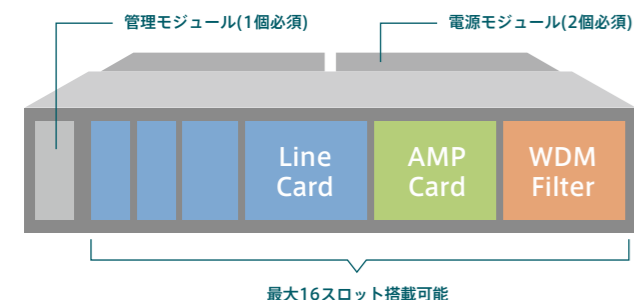 管理モジュール(1個必須)
電源モジュール(2個必須)
Line
Card
AMP
Card
WDM
Filter
最大16スロット搭載可能